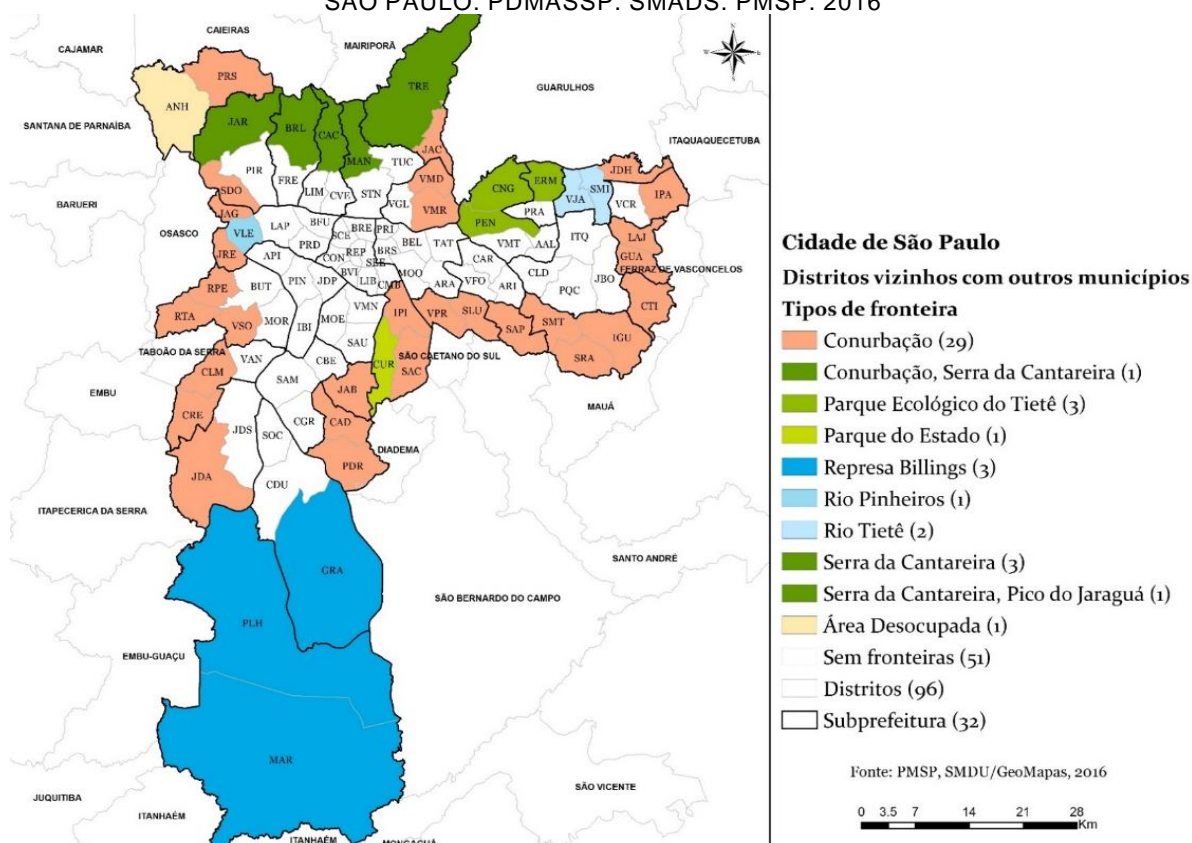 SÃO PAULO. PDMASSP. SMADS. PMSP. 2016
CAIEIRAS
CAJAMAR
MAIRIPORÃ
PRS
TRE
GUARULHOS
ANH
SANTANA DE PARNAÍBA
JAR
BRL
CAC
ITAQUAQUECETUBA
MAN
JAC
TUC
PIR
FRE
JDH
LIM
CVE
STN
VMD
CNG
ERM
VJA
SMI
SDO
VGL
VMR
VCR
IPA
BARUERI
JAG
PEN
PRA
OSASCO
VLE
LAP
BFU
SCE
BRE
PRI
BEL
TAT
VMT
AAL
ITQ
LAJ
JRE
API
PRD
CON
REP
SEE
BRS
CAR
GUA
FERRAZ DE VASCONCELOS
RPE
BUT
PIN
JDP
BVI
LIB
CMB
MOO
ARA
VFO
ARI
CLD
PQC
JBO
RTA
VSO
MOR
IBI
MOE
VMN
IPI
VPR
SLU
SAP
SMT
IGU
CTI
TABOÃO DA SERRA
VAN
SAU
CUR
SÃO CAETANO DO SUL
SRA
CLM
CBE
SAC
EMBU
SAM
JAB
MAUÁ
CRE
JDS
SOC
CGR
CAD
DIADEMA
JDA
PDR
CDU
ITAPECERICA DA SERRA
SANTO ANDRÉ
GRA
SÃO BERNARDO DO CAMPO
PLH
EMBU-GUAÇU
MAR
SÃO VICENTE
JUQUITIBA
ITANHAÉM
ITANHAÉM
MONGAGUÁ
Cidade de São Paulo
Distritos vizinhos com outros municípios
Tipos de fronteira
Conurbação (29)
Conurbação, Serra da Cantareira (1)
Parque Ecológico do Tietê (3)
Parque do Estado (1)
Represa Billings (3)
Rio Pinheiros (1)
Rio Tietê (2)
Serra da Cantareira (3)
Serra da Cantareira, Pico do Jaraguá (1)
Área Desocupada (1)
Sem fronteiras (51)
Distritos (96)
Subprefeitura (32)
Fonte: PMSP, SMDU/GeoMapas, 2016
0 3.5 7 14 21 28
Km